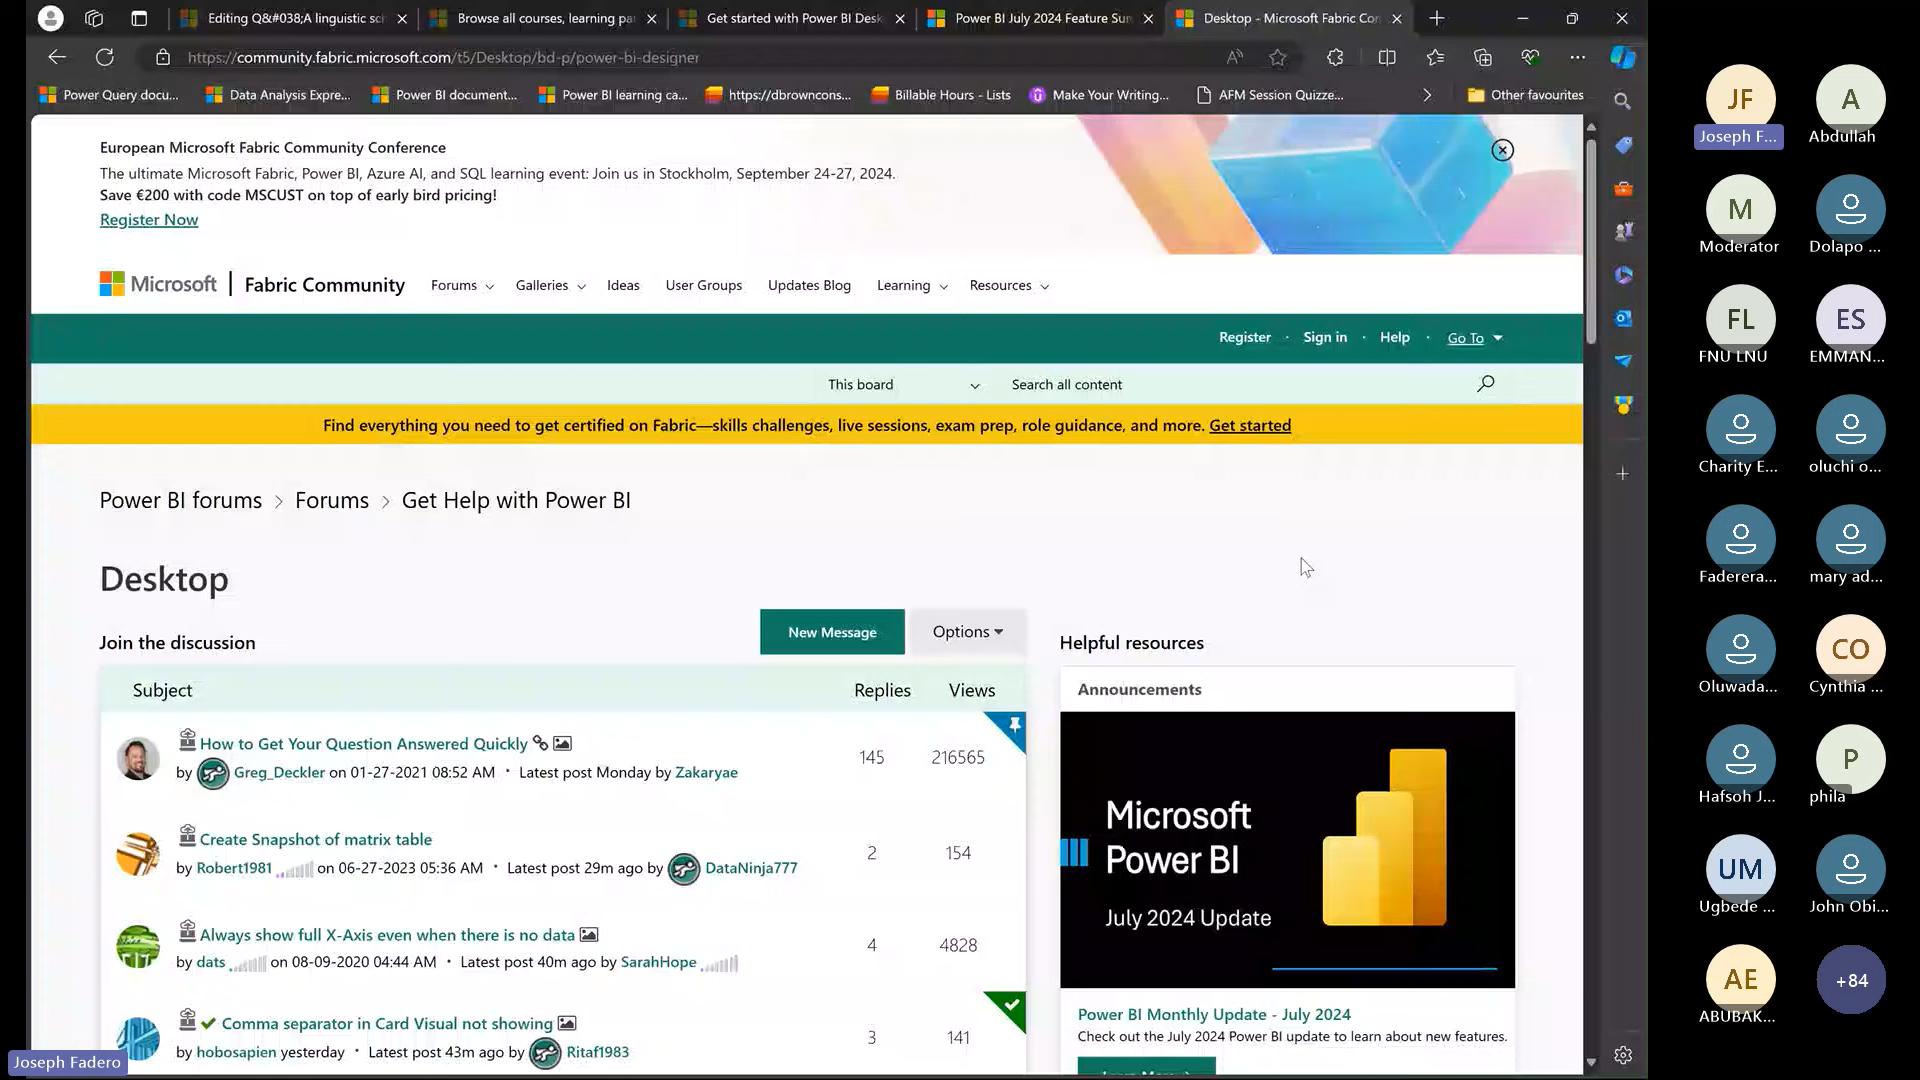 Editing Q&#038;A linguistic sc
Browse all courses, learning pa
Get started with Power BI Desk
Power BI July 2024 Feature Sum
Desktop - Microsoft Fabric Con
https://community.fabric.microsoft.com/t5/Desktop/bd-p/power-bi-designer
Power Query docu...
Data Analysis Expre...
Power BI document...
Power BI learning ca...
https://dbrowncons...
Billable Hours - Lists
Make Your Writing...
AFM Session Quizze...
Other favourites
European Microsoft Fabric Community Conference
The ultimate Microsoft Fabric, Power BI, Azure AI, and SQL learning event: Join us in Stockholm, September 24-27, 2024.
Save €200 with code MSCUST on top of early bird pricing!
Register Now
Microsoft | Fabric Community Forums Galleries Ideas User Groups Updates Blog Learning Resources
Register · Sign in · Help · Go To
This board Search all content
Find everything you need to get certified on Fabric—skills challenges, live sessions, exam prep, role guidance, and more. Get started
Power BI forums > Forums > Get Help with Power BI
Desktop
Join the discussion
New Message
Options
Subject Replies Views
How to Get Your Question Answered Quickly
by Greg_Deckler on 01-27-2021 08:52 AM · Latest post Monday by Zakaryae
145 216565
Create Snapshot of matrix table
by Robert1981 on 06-27-2023 05:36 AM · Latest post 29m ago by DataNinja777
2 154
Always show full X-Axis even when there is no data
by dats on 08-09-2020 04:44 AM · Latest post 40m ago by SarahHope
4 4828
Comma separator in Card Visual not showing
by hobosapien yesterday · Latest post 43m ago by Ritaf1983
3 141
Helpful resources
Announcements
Microsoft
Power BI
July 2024 Update
Power BI Monthly Update - July 2024
Check out the July 2024 Power BI update to learn about new features.
Joseph Fadero
JF
Joseph F...
A
Abdullah
M
Moderator
Dolapo ...
FL
FNU LNU
ES
EMMAN...
Charity E...
oluchi o...
Faderera...
mary ad...
Oluwada...
CO
Cynthia ...
Hafsoh J...
P
phila
UM
Ugbede ...
John Obi...
AE
ABUBAK...
+84